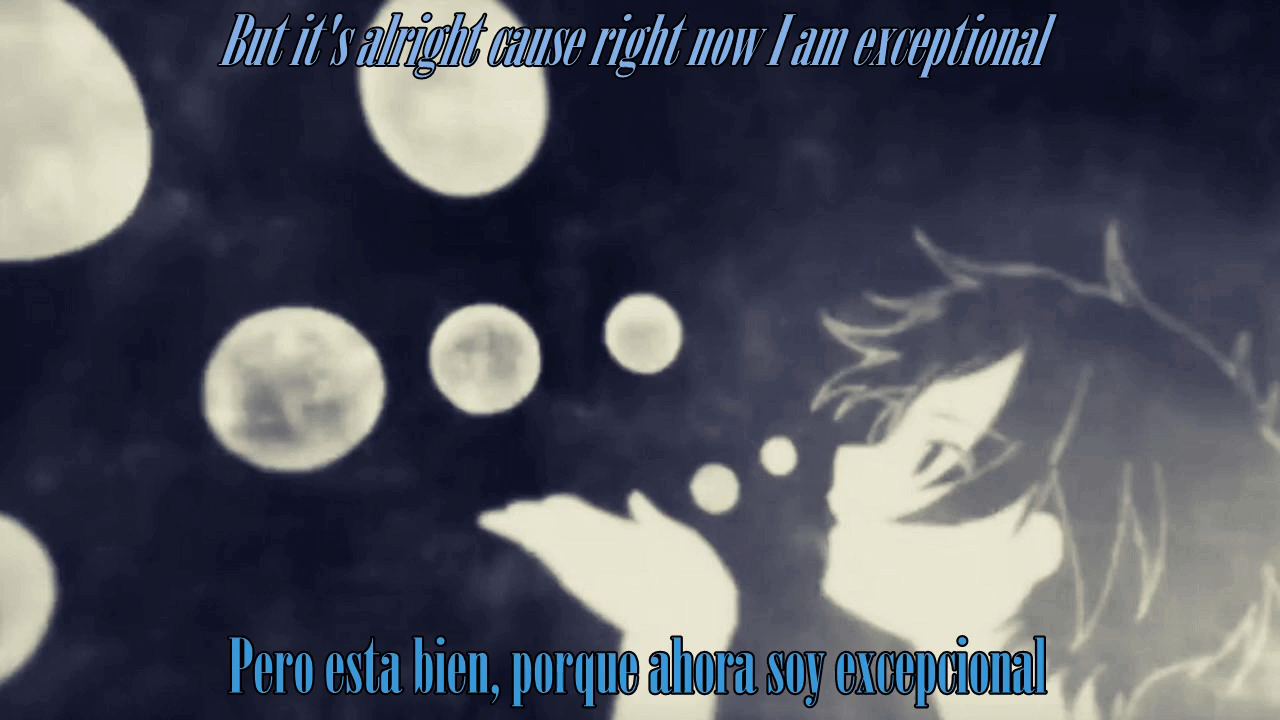 But it's alright cause right now I am exceptional
Pero esta bien, porque ahora soy excepcional